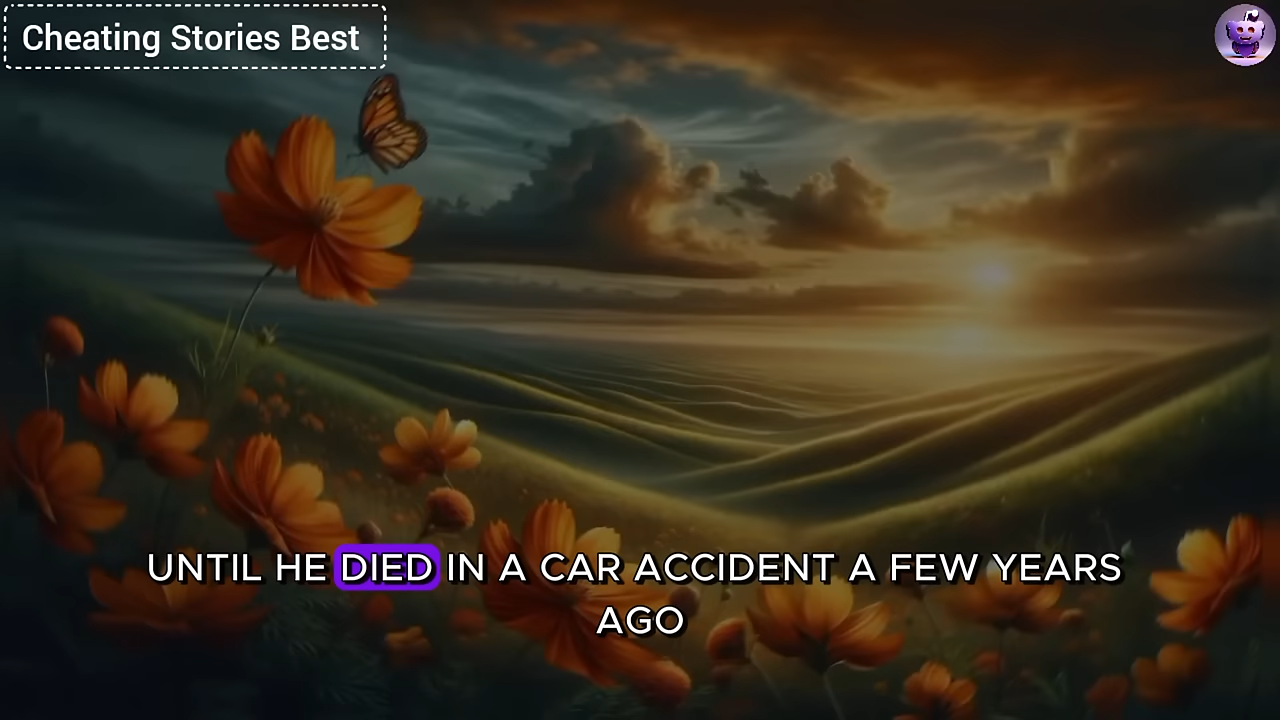 Cheating Stories Best
UNTIL HE DIED IN A CAR ACCIDENT A FEW YEARS
AGO